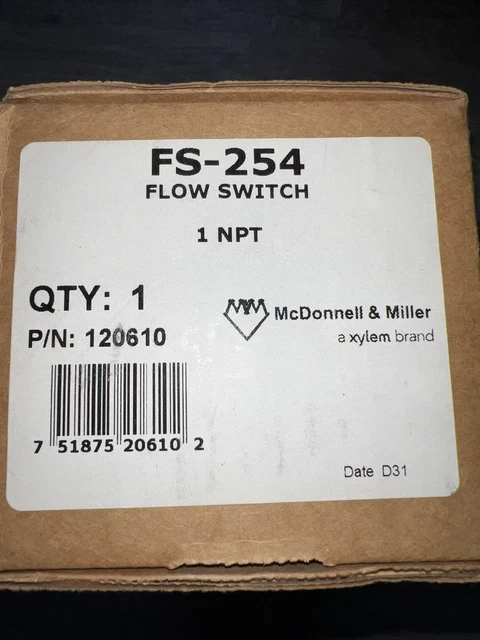 FS-254
FLOW SWITCH
1 NPT
QTY: 1
P/N: 120610
McDonnell & Miller
a xylem brand
7 51875 20610 2
Date D31